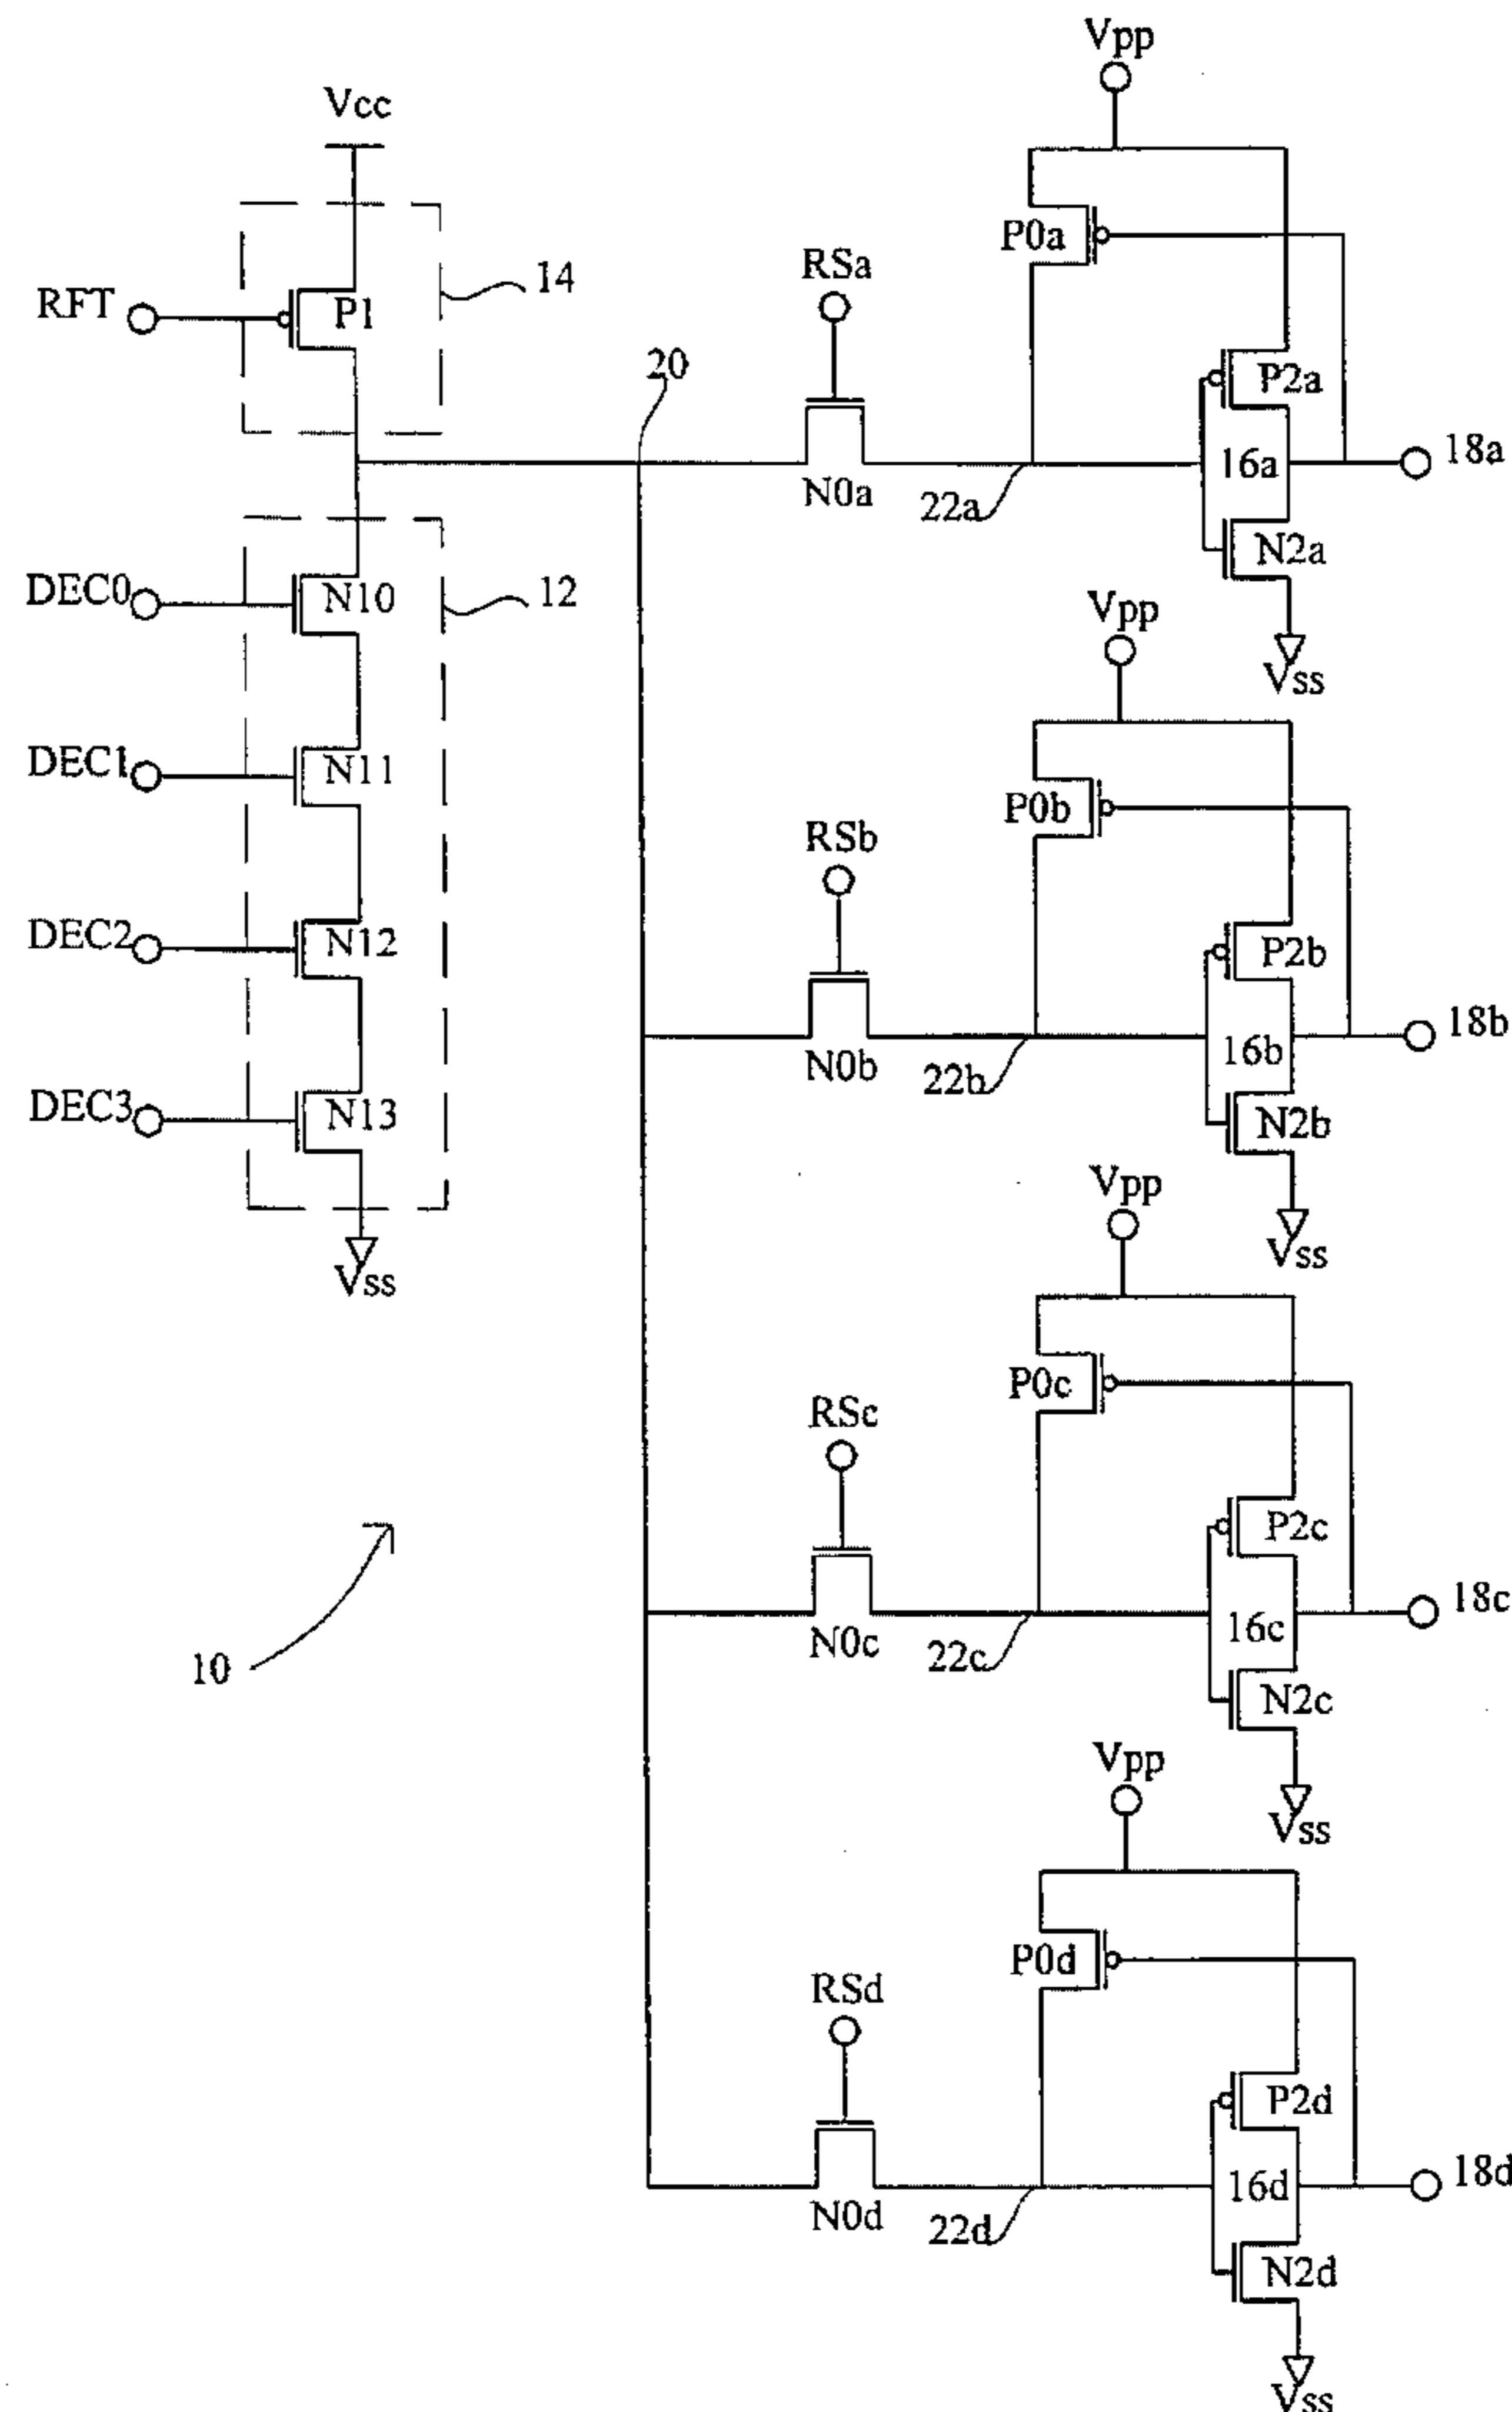 Vpp
Vcc
P0a
RSa
14
RFT
P1
20
P2a
18a
16a
N0a
22a
N2a
DEC0
N10
12
Vpp
Vss
DEC1
N11
P0b
RSb
DEC2
N12
P2b
18b
16b
N0b
22b
DEC3
N13
N2b
Vpp
Vss
Vss
P0c
RSc
P2c
18c
16c
N0c
22c
10
N2c
Vpp
Vss
P0d
RSd
P2d
18d
16d
N0d
22d
N2d
Vss